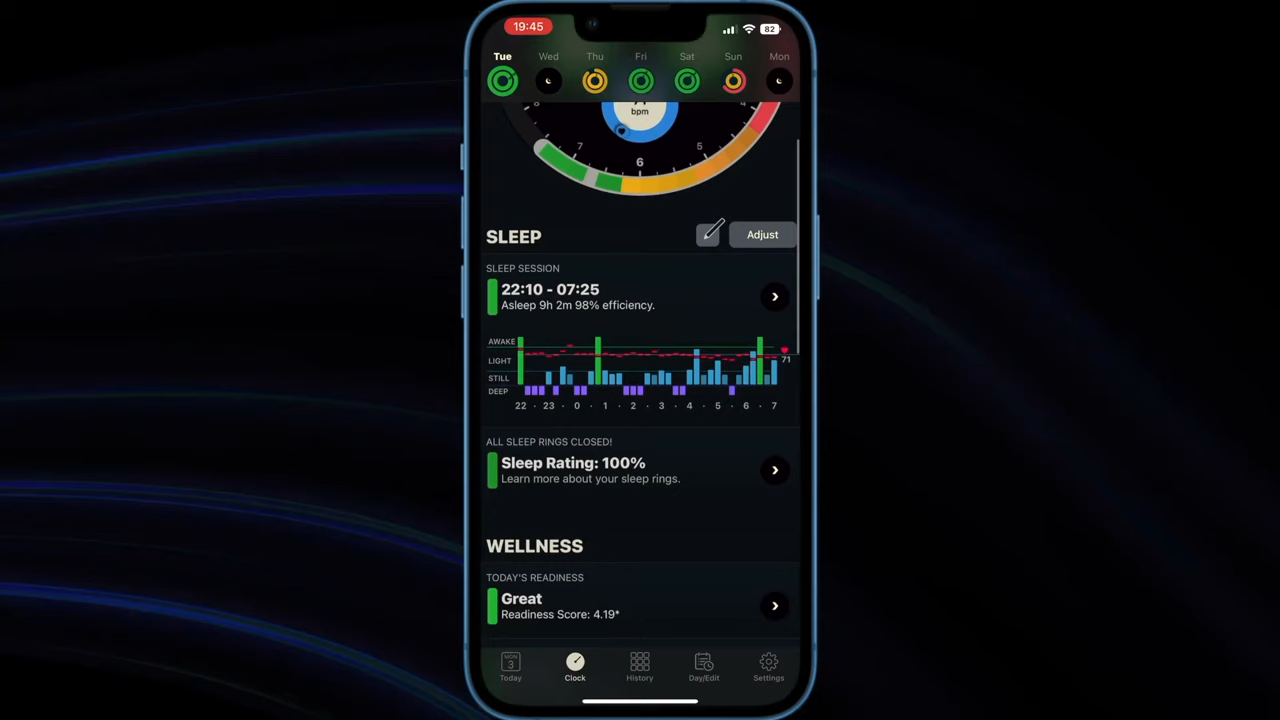 19:45
82
Tue Wed Thu Fri Sat Sun Mon
bpm
7 6 5
SLEEP
Adjust
SLEEP SESSION
22:10 - 07:25
Asleep 9h 2m 98% efficiency.
AWAKE
LIGHT
STILL
DEEP
71
22 · 23 · 0 · 1 · 2 · 3 · 4 · 5 · 6 · 7
ALL SLEEP RINGS CLOSED!
Sleep Rating: 100%
Learn more about your sleep rings.
WELLNESS
TODAY'S READINESS
Great
Readiness Score: 4.19*
MON
3
Today Clock History Day/Edit Settings